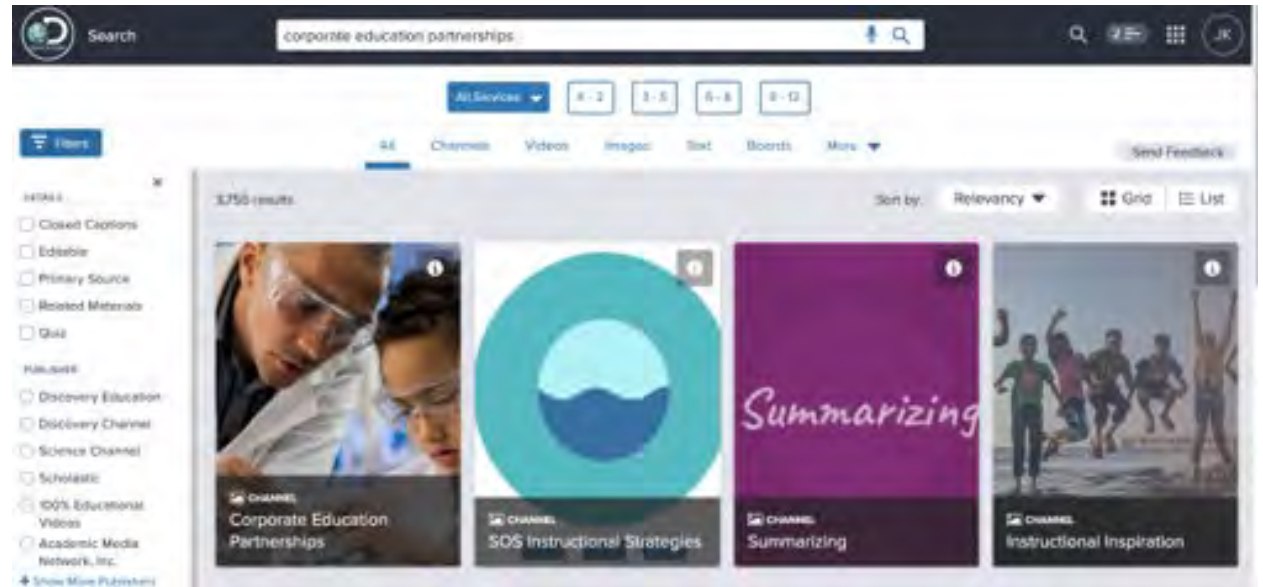 Search
corporate education partnerships
JK
All Services
K - 2
3 - 5
6 - 8
9 - 12
Filters
All
Channels
Videos
Images
Text
Boards
More
Send Feedback
DETAILS
Closed Captions
Editable
Primary Source
Related Materials
Quiz
PUBLISHER
Discovery Education
Discovery Channel
Science Channel
Scholastic
100% Educational
Videos
Academic Media
Network, Inc.
+ Show More Publishers
results
Sort by
Relevancy
Grid
List
CHANNEL
Corporate Education
Partnerships
CHANNEL
SOS Instructional Strategies
Summarizing
CHANNEL
Summarizing
CHANNEL
Instructional Inspiration